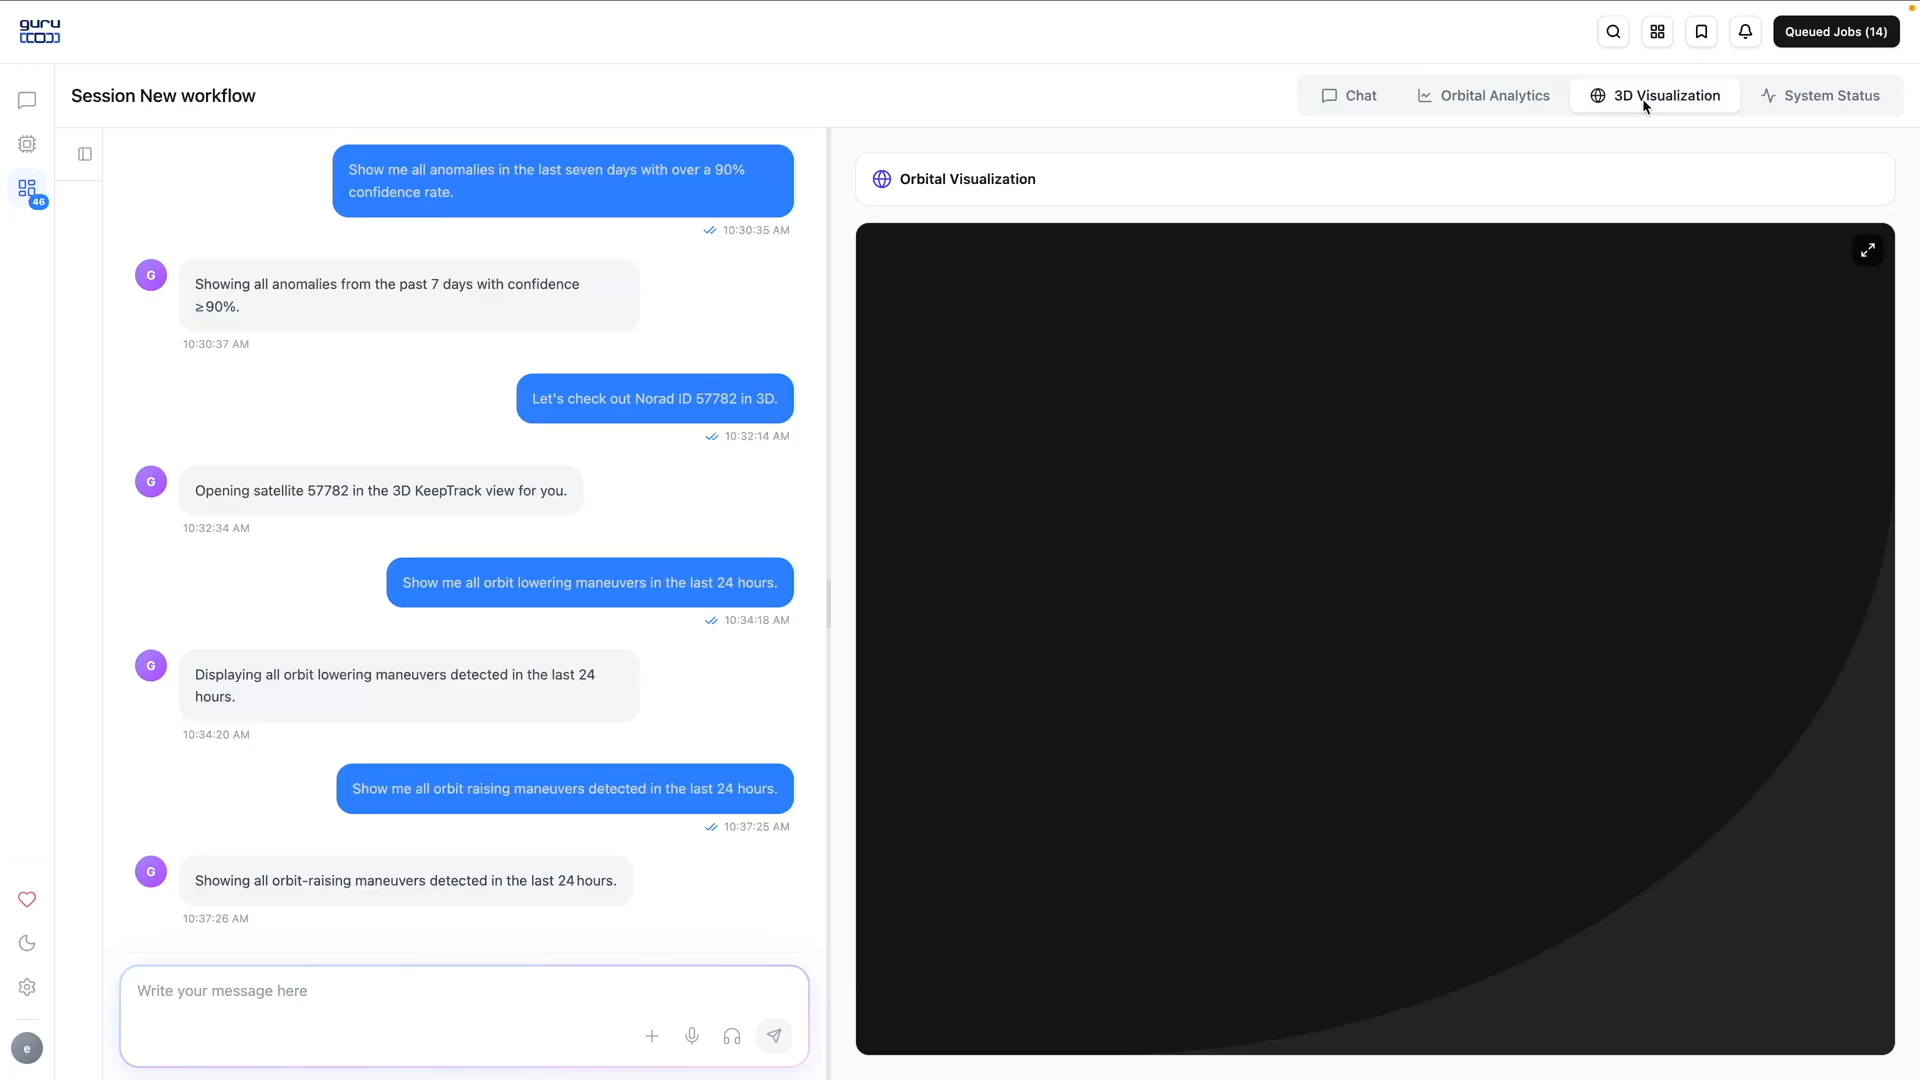 guru
Queued Jobs (14)
Session New workflow
Chat
Orbital Analytics
3D Visualization
System Status
46
Show me all anomalies in the last seven days with over a 90%
confidence rate.
10:30:35 AM
G
Showing all anomalies from the past 7 days with confidence
≥90%.
10:30:37 AM
Let's check out Norad ID 57782 in 3D.
10:32:14 AM
G
Opening satellite 57782 in the 3D KeepTrack view for you.
10:32:34 AM
Show me all orbit lowering maneuvers in the last 24 hours.
10:34:18 AM
G
Displaying all orbit lowering maneuvers detected in the last 24
hours.
10:34:20 AM
Show me all orbit raising maneuvers detected in the last 24 hours.
10:37:25 AM
G
Showing all orbit-raising maneuvers detected in the last 24 hours.
10:37:26 AM
Write your message here
e
Orbital Visualization